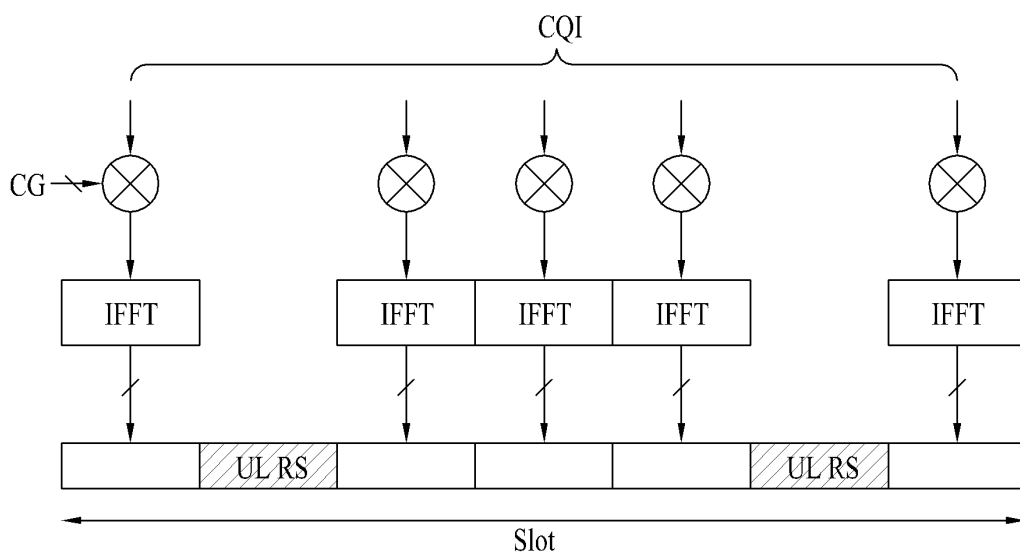 CQI
CG
IFFT
IFFT
IFFT
IFFT
IFFT
UL RS
UL RS
Slot